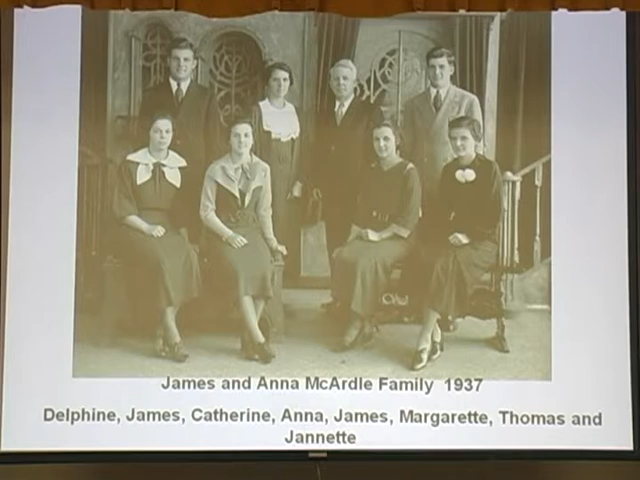 James and Anna McArdle Family 1937
Delphine, James, Catherine, Anna, James, Margarette, Thomas and
Jannette